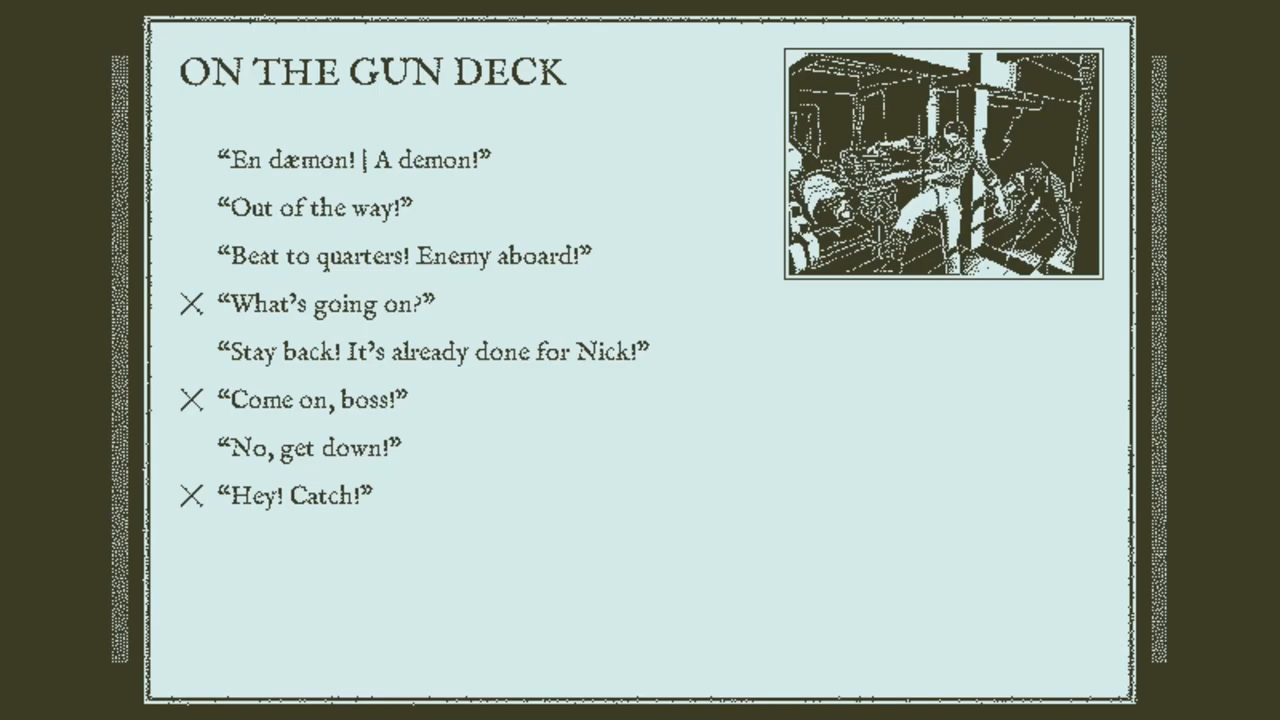 ON THE GUN DECK
“En dæmon! | A demon!”
“Out of the way!”
“Beat to quarters! Enemy aboard!”
“What’s going on?”
“Stay back! It’s already done for Nick!”
“Come on, boss!”
“No, get down!”
“Hey! Catch!”